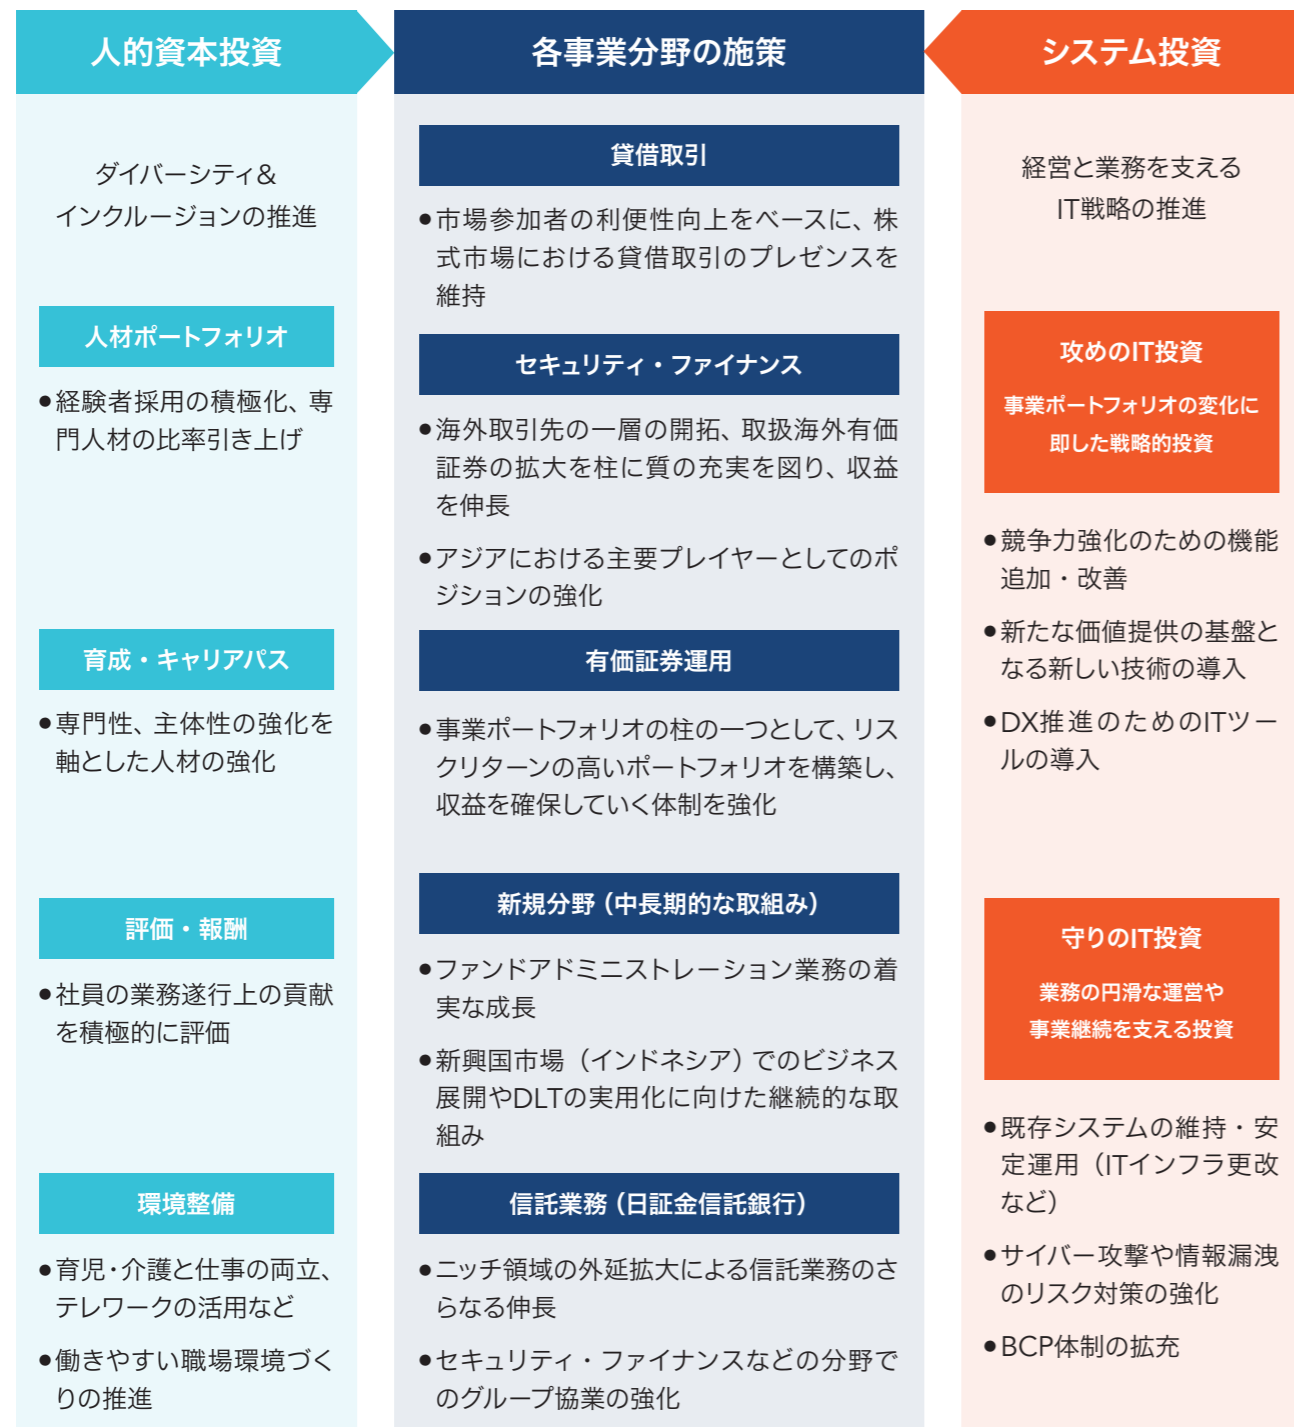 人的資本投資
ダイバーシティ&
インクルージョンの推進
人材ポートフォリオ
●経験者採用の積極化、専
門人材の比率引き上げ
育成・キャリアパス
●専門性、主体性の強化を
軸とした人材の強化
評価・報酬
●社員の業務遂行上の貢献
を積極的に評価
環境整備
●育児・介護と仕事の両立、
テレワークの活用など
●働きやすい職場環境づく
りの推進
各事業分野の施策
貸借取引
●市場参加者の利便性向上をベースに、株
式市場における貸借取引のプレゼンスを
維持
セキュリティ・ファイナンス
●海外取引先の一層の開拓、取扱海外有価
証券の拡大を柱に質の充実を図り、収益
を伸長
●アジアにおける主要プレイヤーとしてのポ
ジションの強化
有価証券運用
●事業ポートフォリオの柱の一つとして、リス
クリターンの高いポートフォリオを構築し、
収益を確保していく体制を強化
新規分野（中長期的な取組み）
●ファンドアドミニストレーション業務の着
実な成長
●新興国市場（インドネシア）でのビジネス
展開やDLTの実用化に向けた継続的な取
組み
信託業務（日証金信託銀行）
●ニッチ領域の外延拡大による信託業務のさ
らなる伸長
●セキュリティ・ファイナンスなどの分野で
のグループ協業の強化
システム投資
経営と業務を支える
IT戦略の推進
攻めのIT投資
事業ポートフォリオの変化に
即した戦略的投資
●競争力強化のための機能
追加・改善
●新たな価値提供の基盤と
なる新しい技術の導入
●DX推進のためのITツー
ルの導入
守りのIT投資
業務の円滑な運営や
事業継続を支える投資
●既存システムの維持・安
定運用（ITインフラ更改
など）
●サイバー攻撃や情報漏洩
のリスク対策の強化
●BCP体制の拡充